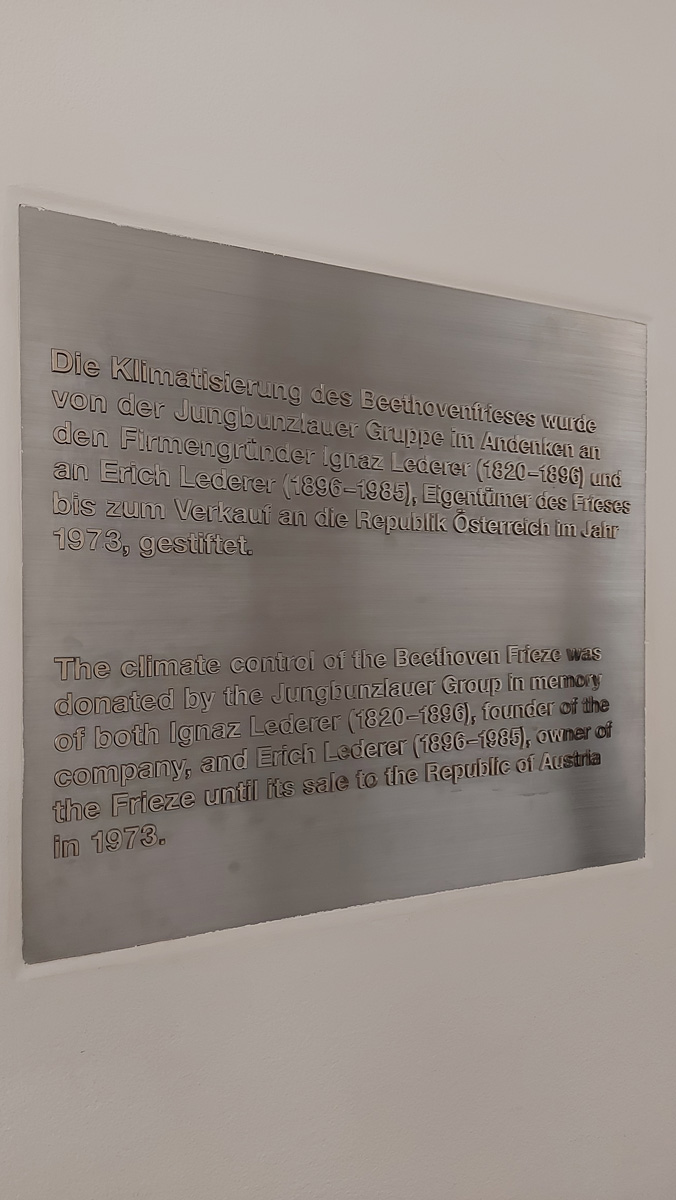 Die Klimatisierung des Beethovenfrieses wurde
von der Jungbunzlauer Gruppe im Andenken an
den Firmengründer Ignaz Lederer (1820–1896) und
an Erich Lederer (1896–1985), Eigentümer des Frieses
bis zum Verkauf an die Republik Österreich im Jahr
1973, gestiftet.
The climate control of the Beethoven Frieze was
donated by the Jungbunzlauer Group in memory
of both Ignaz Lederer (1820–1896), founder of the
company, and Erich Lederer (1896–1985), owner of
the Frieze until its sale to the Republic of Austria
in 1973.